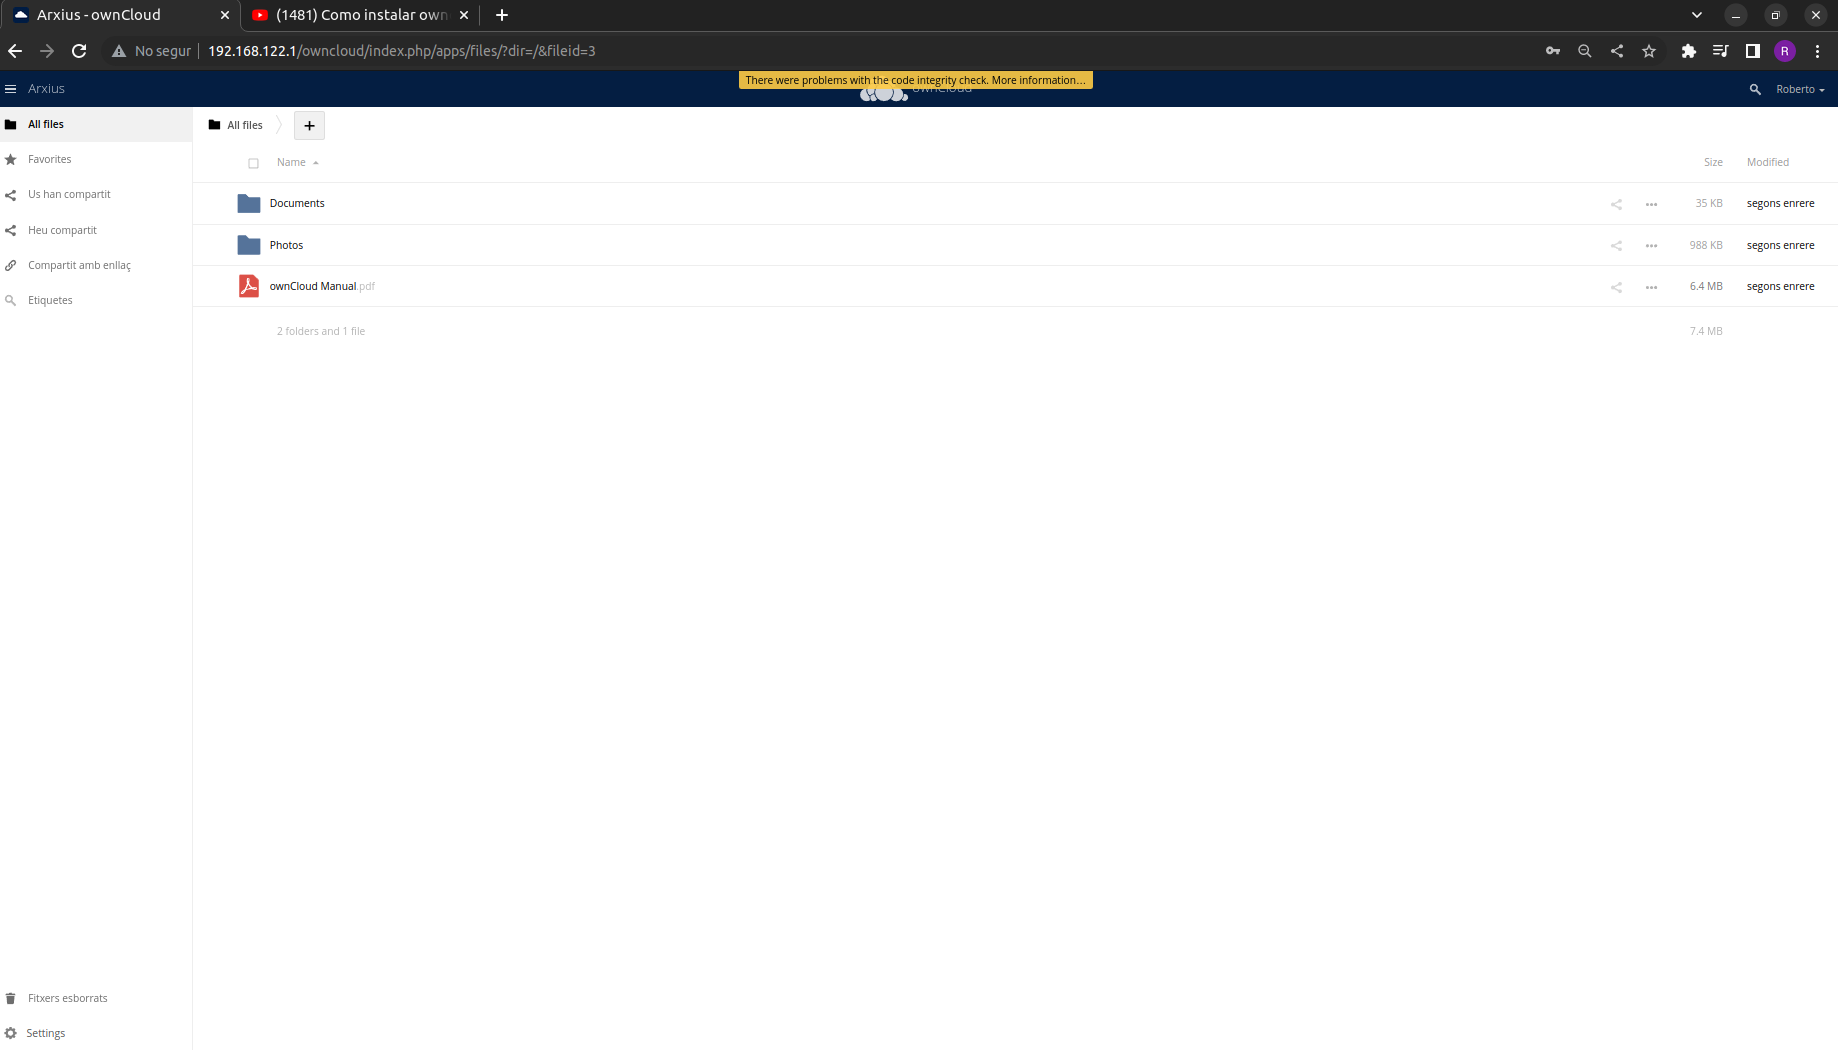 Arxius - ownCloud
(1481) Como instalar own
No segur
192.168.122.1/owncloud/index.php/apps/files/?dir=/&fileid=3
R
There were problems with the code integrity check. More information…
Arxius
ownCloud
Roberto
All files
All files
+
Favorites
Name
Size
Modified
Us han compartit
Documents
35 KB
segons enrere
Heu compartit
Photos
988 KB
segons enrere
Compartit amb enllaç
ownCloud Manual.pdf
6.4 MB
segons enrere
Etiquetes
2 folders and 1 file
7.4 MB
Fitxers esborrats
Settings